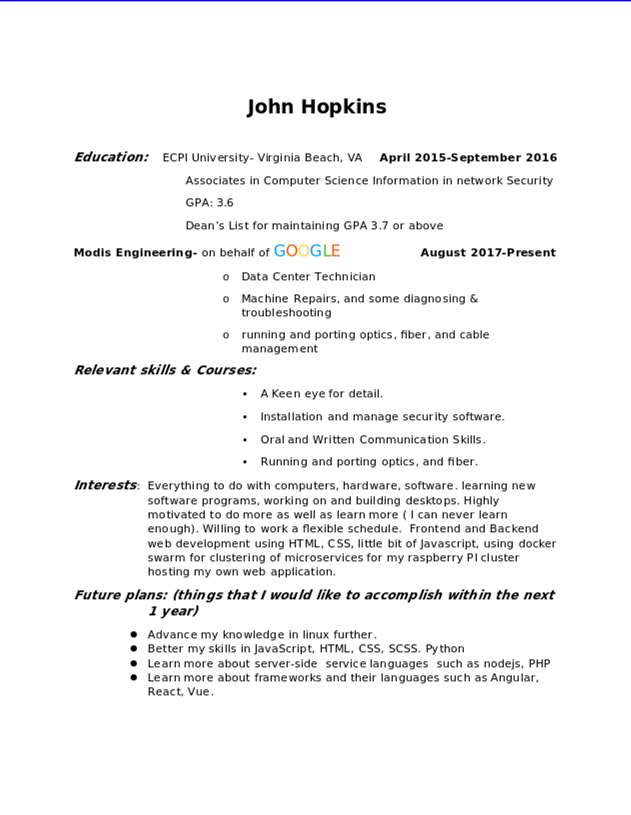 John Hopkins
Education: ECPI University- Virginia Beach, VA April 2015-September 2016
Associates in Computer Science Information in network Security
GPA: 3.6
Dean's List for maintaining GPA 3.7 or above
Modis Engineering- on behalf of GOOGLE August 2017-Present
o Data Center Technician
o Machine Repairs, and some diagnosing &
troubleshooting
o running and porting optics, fiber, and cable
management
Relevant skills & Courses:
• A Keen eye for detail.
• Installation and manage security software.
• Oral and Written Communication Skills.
• Running and porting optics, and fiber.
Interests: Everything to do with computers, hardware, software. learning new
software programs, working on and building desktops. Highly
motivated to do more as well as learn more ( I can never learn
enough). Willing to work a flexible schedule. Frontend and Backend
web development using HTML, CSS, little bit of Javascript, using docker
swarm for clustering of microservices for my raspberry PI cluster
hosting my own web application.
Future plans: (things that I would like to accomplish within the next
1 year)
● Advance my knowledge in linux further.
● Better my skills in JavaScript, HTML, CSS, SCSS. Python
● Learn more about server-side service languages such as nodejs, PHP
● Learn more about frameworks and their languages such as Angular,
React, Vue.